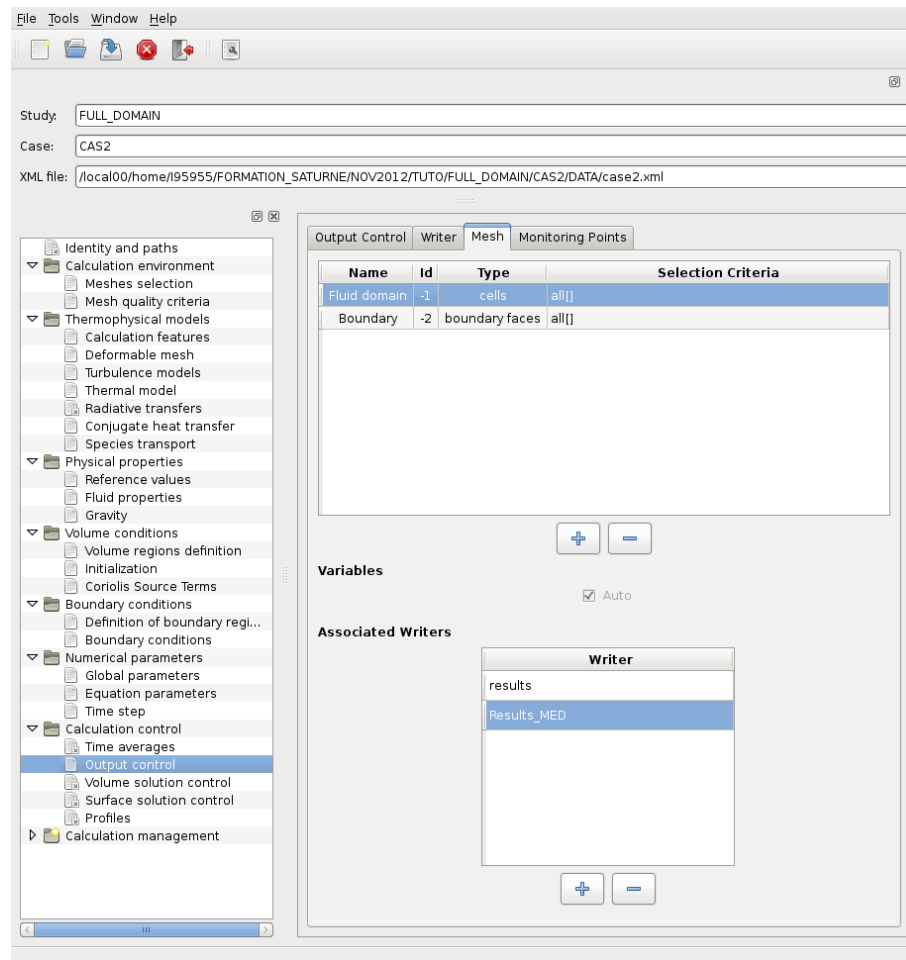 File Tools Window Help
Study: FULL_DOMAIN
Case: CAS2
XML file: /local00/home/I95955/FORMATION_SATURNE/NOV2012/TUTO/FULL_DOMAIN/CAS2/DATA/case2.xml
Identity and paths
Calculation environment
Meshes selection
Mesh quality criteria
Thermophysical models
Calculation features
Deformable mesh
Turbulence models
Thermal model
Radiative transfers
Conjugate heat transfer
Species transport
Physical properties
Reference values
Fluid properties
Gravity
Volume conditions
Volume regions definition
Initialization
Coriolis Source Terms
Boundary conditions
Definition of boundary regi...
Boundary conditions
Numerical parameters
Global parameters
Equation parameters
Time step
Calculation control
Time averages
Output control
Volume solution control
Surface solution control
Profiles
Calculation management
Output Control Writer Mesh Monitoring Points
Name Id Type Selection Criteria
Fluid domain -1 cells all[]
Boundary -2 boundary faces all[]
Variables
Auto
Associated Writers
Writer
results
Results_MED